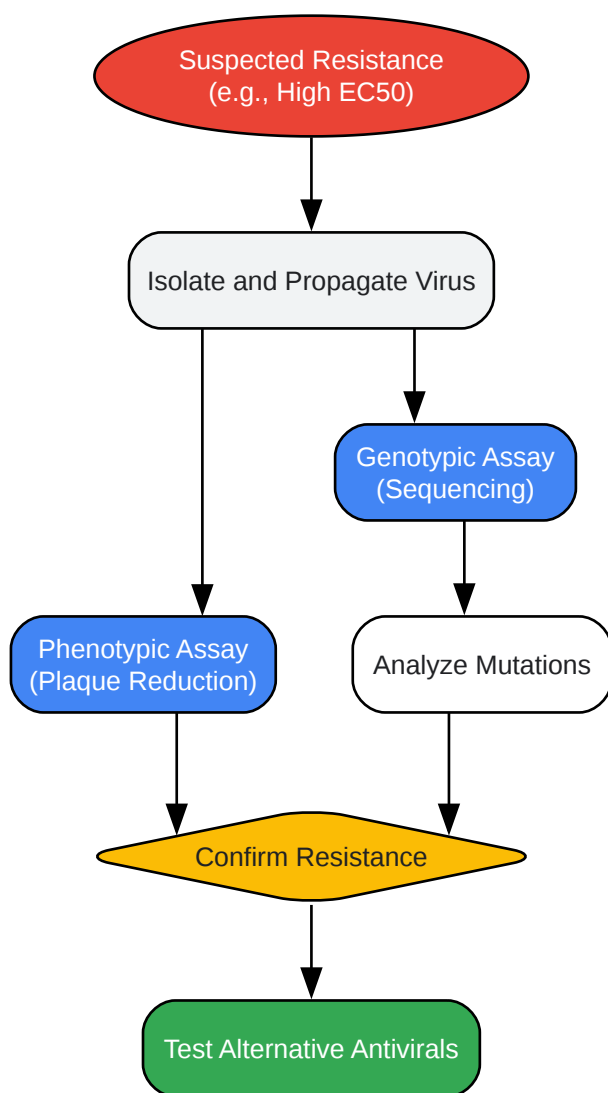 Suspected Resistance
(e.g., High EC50)
Isolate and Propagate Virus
Genotypic Assay
(Sequencing)
Phenotypic Assay
(Plaque Reduction)
Analyze Mutations
Confirm Resistance
Test Alternative Antivirals